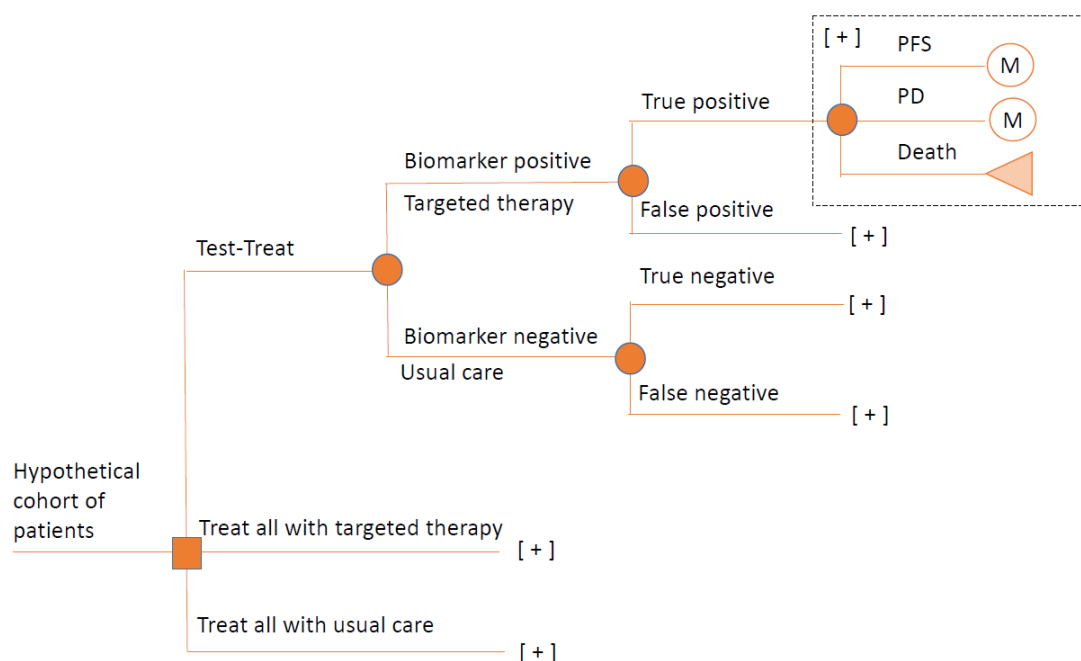 [ + ]
PFS
M
True positive
PD
M
Death
Biomarker positive
Targeted therapy
False positive
[ + ]
Test-Treat
True negative
[ + ]
Biomarker negative
Usual care
False negative
[ + ]
Hypothetical
cohort of
patients
Treat all with targeted therapy
[ + ]
Treat all with usual care
[ + ]